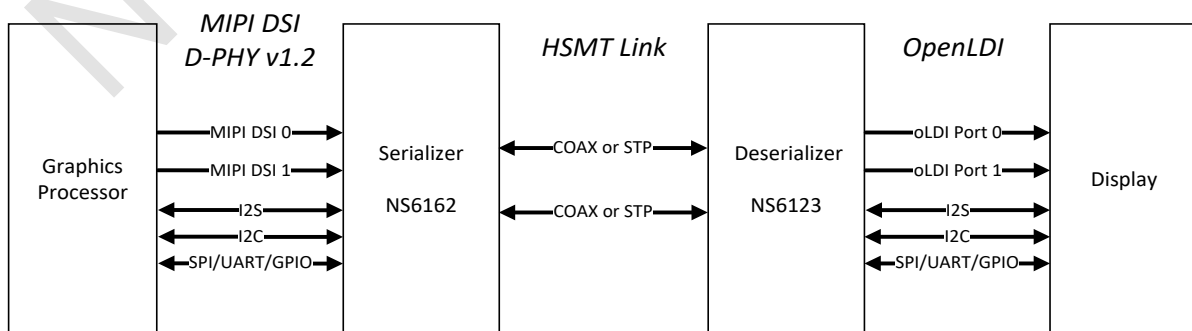 MIPI DSI
D-PHY v1.2
HSMT Link
OpenLDI
Graphics
Processor
MIPI DSI 0
MIPI DSI 1
I2S
I2C
SPI/UART/GPIO
Serializer
NS6162
COAX or STP
COAX or STP
Deserializer
NS6123
oLDI Port 0
oLDI Port 1
I2S
I2C
SPI/UART/GPIO
Display